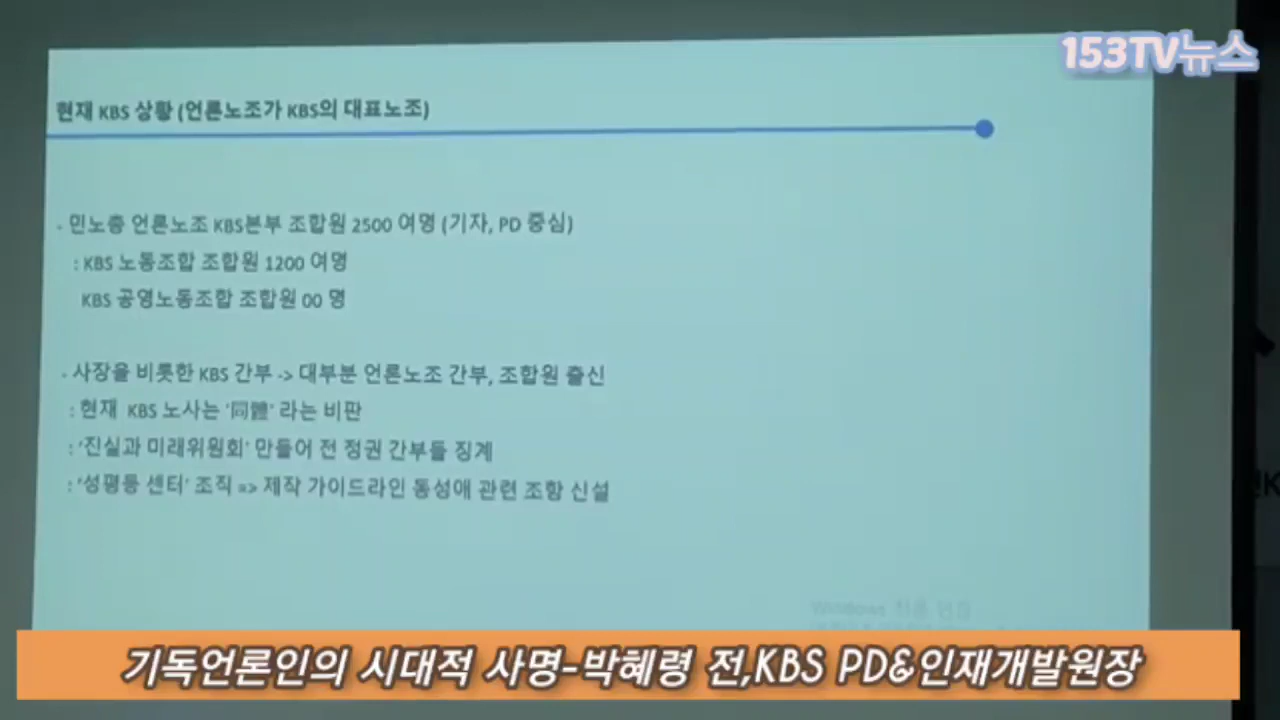 153TV뉴스
현재 KBS 상황 (언론노조가 KBS의 대표노조)
- 민노총 언론노조 KBS본부 조합원 2500 여명 (기자, PD 중심)
: KBS 노동조합 조합원 1200 여명
KBS 공영노동조합 조합원 00 명
- 사장을 비롯한 KBS 간부 -> 대부분 언론노조 간부, 조합원 출신
: 현재 KBS 노사는 '同體' 라는 비판
: '진실과 미래위원회' 만들어 전 정권 간부들 징계
: '성평등 센터' 조직 => 제작 가이드라인 동성애 관련 조항 신설
Windows 정품 인증
기독언론인의 시대적 사명-박혜령 전,KBS PD&인재개발원장